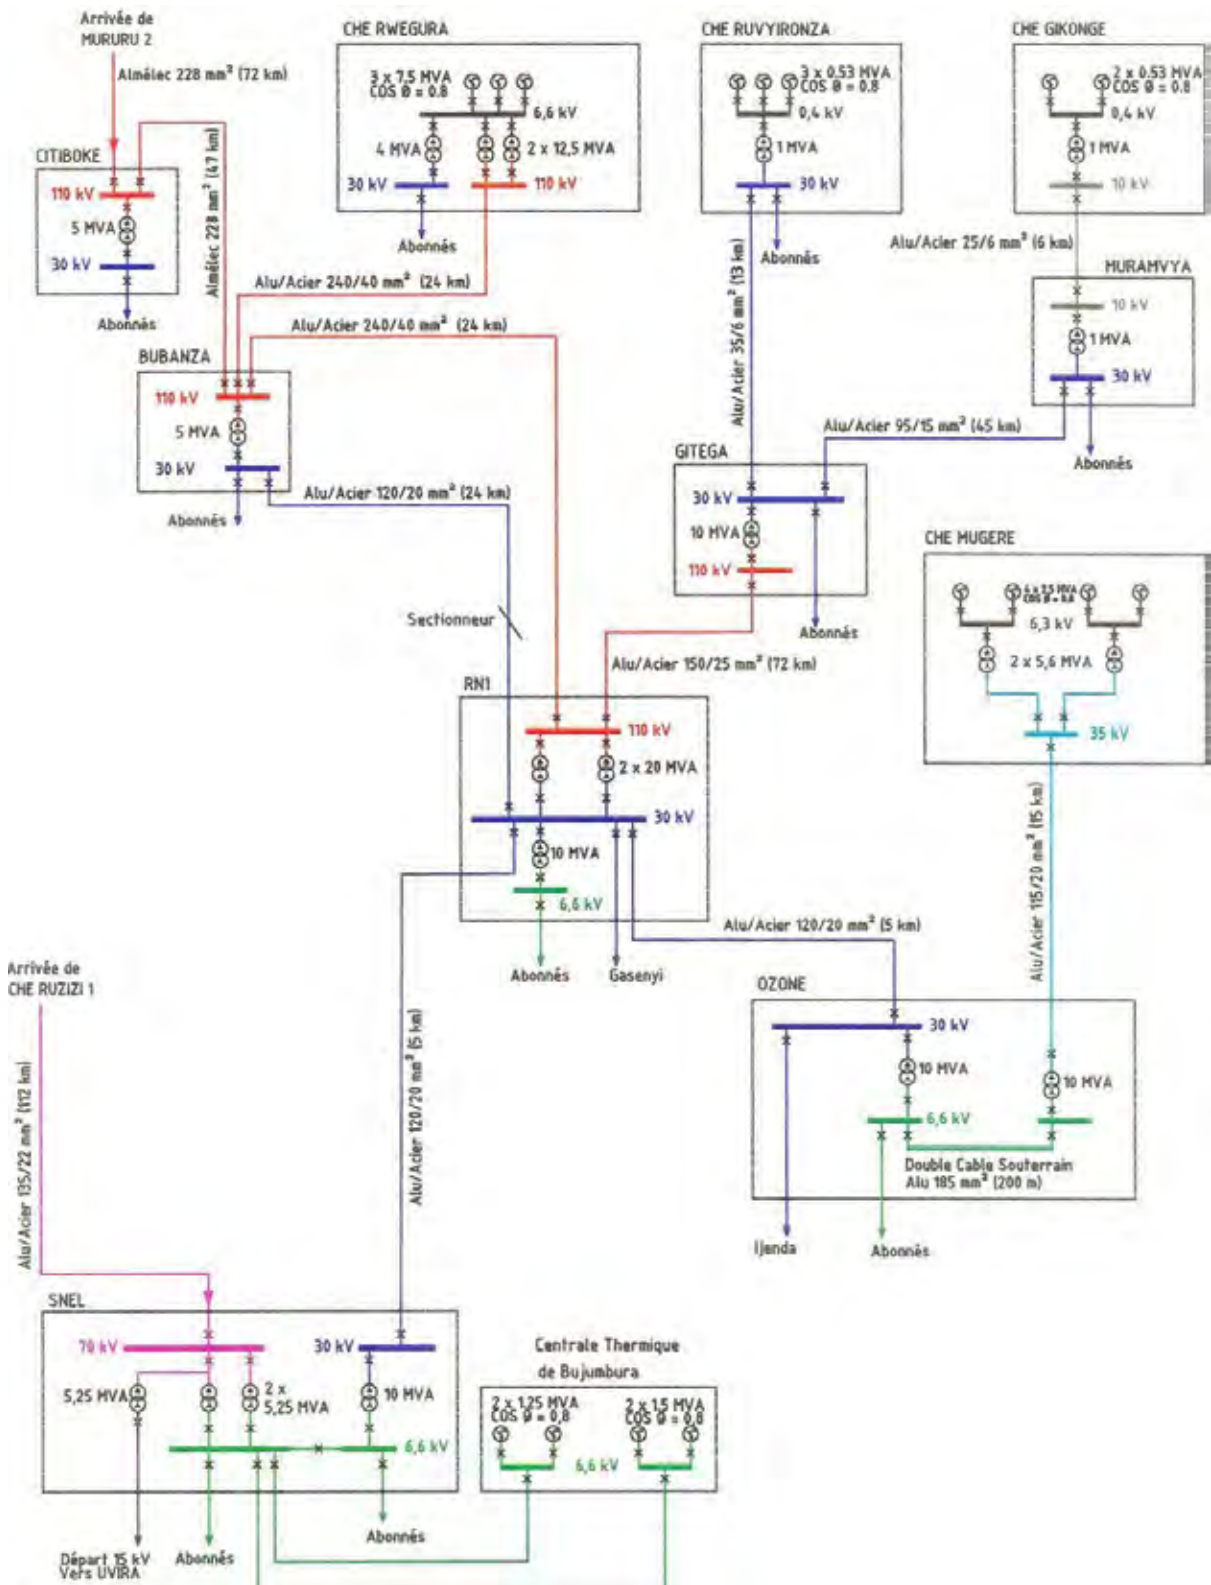 Arrivée de
MURURU 2
Almélec 228 mm² (72 km)
CITIBOKE
110 kV
5 MVA
30 kV
Abonnés
Almélec 228 mm² (47 km)
CHE RWEGURA
3 x 7,5 MVA
COS Ø = 0.8
6,6 kV
4 MVA
2 x 12,5 MVA
30 kV
110 kV
Abonnés
Alu/Acier 240/40 mm² (24 km)
Alu/Acier 240/40 mm² (24 km)
CHE RUVYIRONZA
3 x 0.53 MVA
COS Ø = 0.8
0,4 kV
1 MVA
30 kV
Abonnés
Alu/Acier 35/6 mm² (13 km)
CHE GIKONGE
2 x 0.53 MVA
COS Ø = 0.8
0,4 kV
1 MVA
10 kV
Alu/Acier 25/6 mm² (6 km)
MURAMVYA
10 kV
1 MVA
30 kV
Abonnés
Alu/Acier 95/15 mm² (45 km)
BUBANZA
110 kV
5 MVA
30 kV
Abonnés
Alu/Acier 120/20 mm² (24 km)
Sectionneur
GITEGA
30 kV
10 MVA
110 kV
Abonnés
Alu/Acier 150/25 mm² (72 km)
CHE MUGERE
4 x 2,5 MVA
COS Ø = 0,8
6,3 kV
2 x 5,6 MVA
35 kV
Alu/Acier 115/20 mm² (15 km)
RN1
110 kV
2 x 20 MVA
30 kV
10 MVA
6,6 kV
Abonnés
Gasenyi
Alu/Acier 120/20 mm² (5 km)
Alu/Acier 120/20 mm² (5 km)
OZONE
30 kV
10 MVA
10 MVA
6,6 kV
Double Cable Souterrain
Alu 185 mm² (200 m)
Ijenda
Abonnés
Arrivée de
CHE RUZIZI 1
Alu/Acier 135/22 mm² (112 km)
SNEL
70 kV
30 kV
5,25 MVA
2 x
5,25 MVA
10 MVA
6,6 kV
Départ 15 kV
Vers UVIRA
Abonnés
Abonnés
Centrale Thermique
de Bujumbura
2 x 1.25 MVA
COS Ø = 0,8
2 x 1.5 MVA
COS Ø = 0,8
6,6 kV